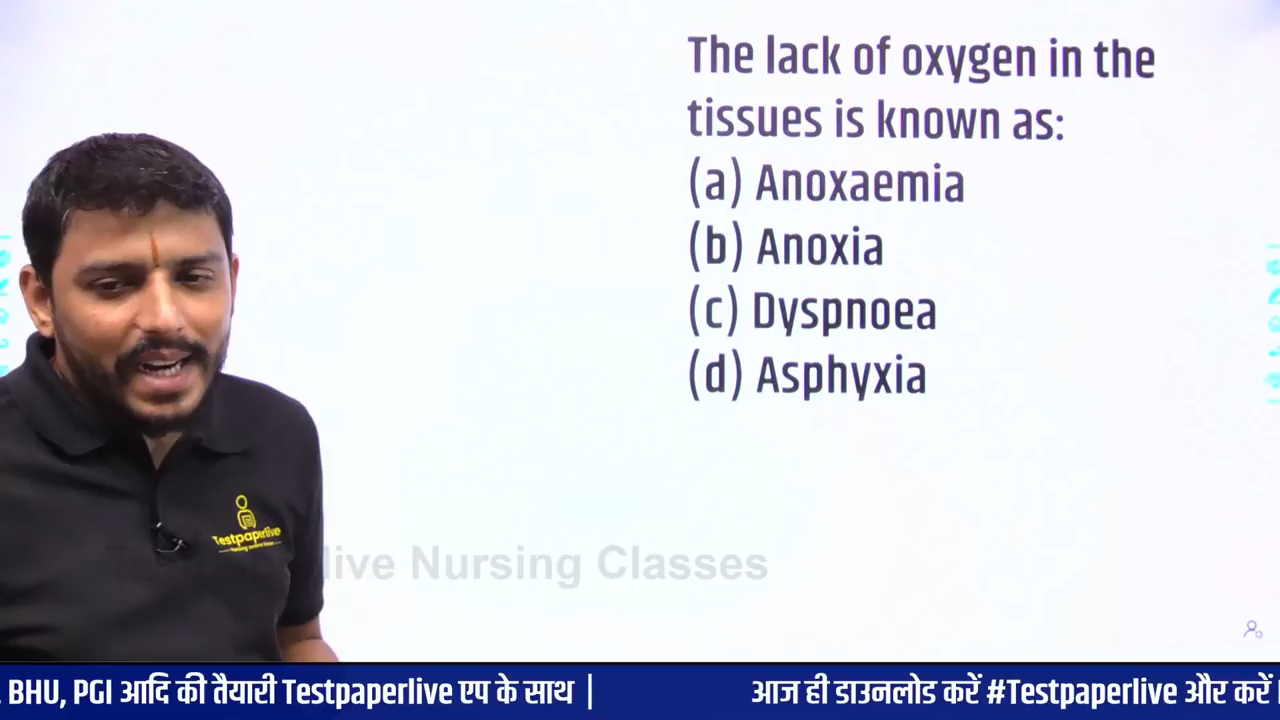 The lack of oxygen in the
tissues is known as:
(a) Anoxaemia
(b) Anoxia
(c) Dyspnoea
(d) Asphyxia
Testpaperlive
live Nursing Classes
BHU, PGI आदि की तैयारी Testpaperlive एप के साथ | आज ही डाउनलोड करें #Testpaperlive और करें